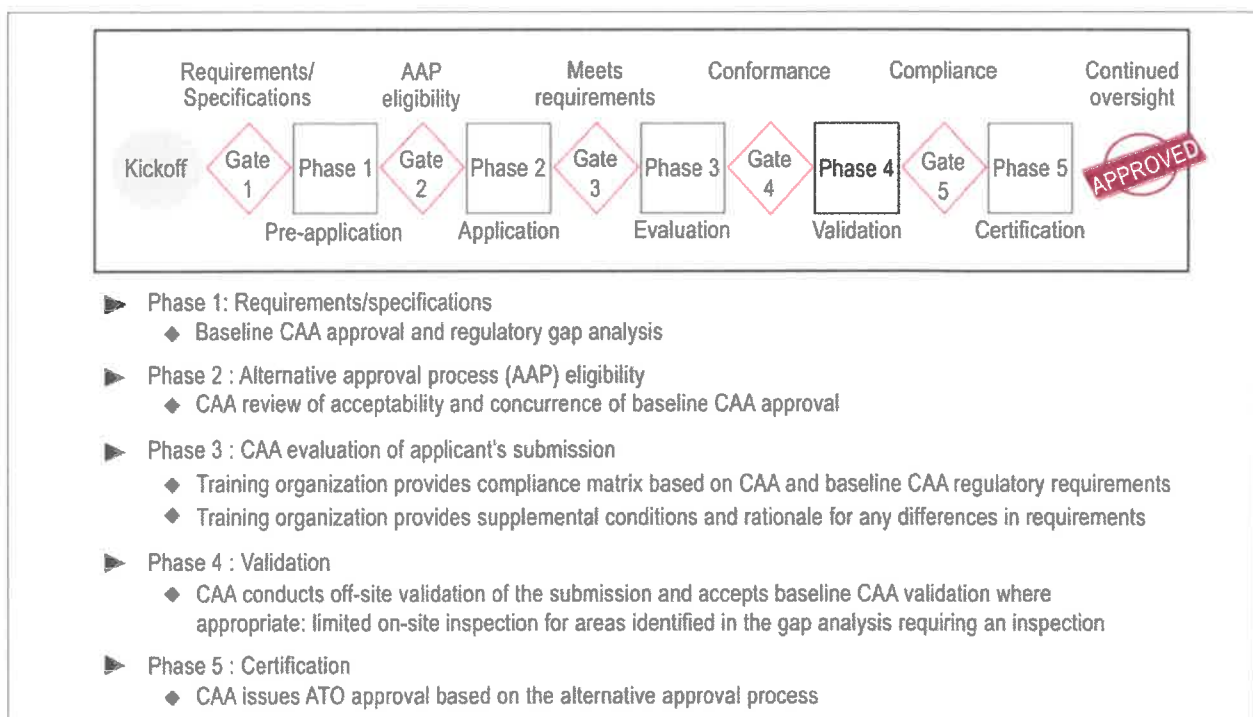 Requirements/
Specifications
AAP
eligibility
Meets
requirements
Conformance
Compliance
Continued
oversight
Kickoff
Gate
1
Phase 1
Gate
2
Phase 2
Gate
3
Phase 3
Gate
4
Phase 4
Gate
5
Phase 5
APPROVED
Pre-application
Application
Evaluation
Validation
Certification
Phase 1: Requirements/specifications
Baseline CAA approval and regulatory gap analysis
Phase 2 : Alternative approval process (AAP) eligibility
CAA review of acceptability and concurrence of baseline CAA approval
Phase 3 : CAA evaluation of applicant's submission
Training organization provides compliance matrix based on CAA and baseline CAA regulatory requirements
Training organization provides supplemental conditions and rationale for any differences in requirements
Phase 4 : Validation
CAA conducts off-site validation of the submission and accepts baseline CAA validation where
appropriate: limited on-site inspection for areas identified in the gap analysis requiring an inspection
Phase 5 : Certification
CAA issues ATO approval based on the alternative approval process